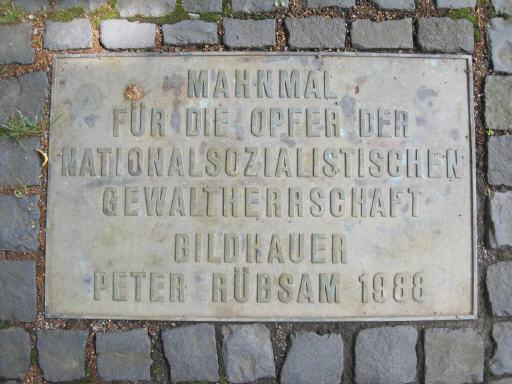 MAHNMAL
FÜR DIE OPFER DER
NATIONALSOZIALISTISCHEN
GEWALTHERRSCHAFT
BILDHAUER
PETER RÜBSAM 1988